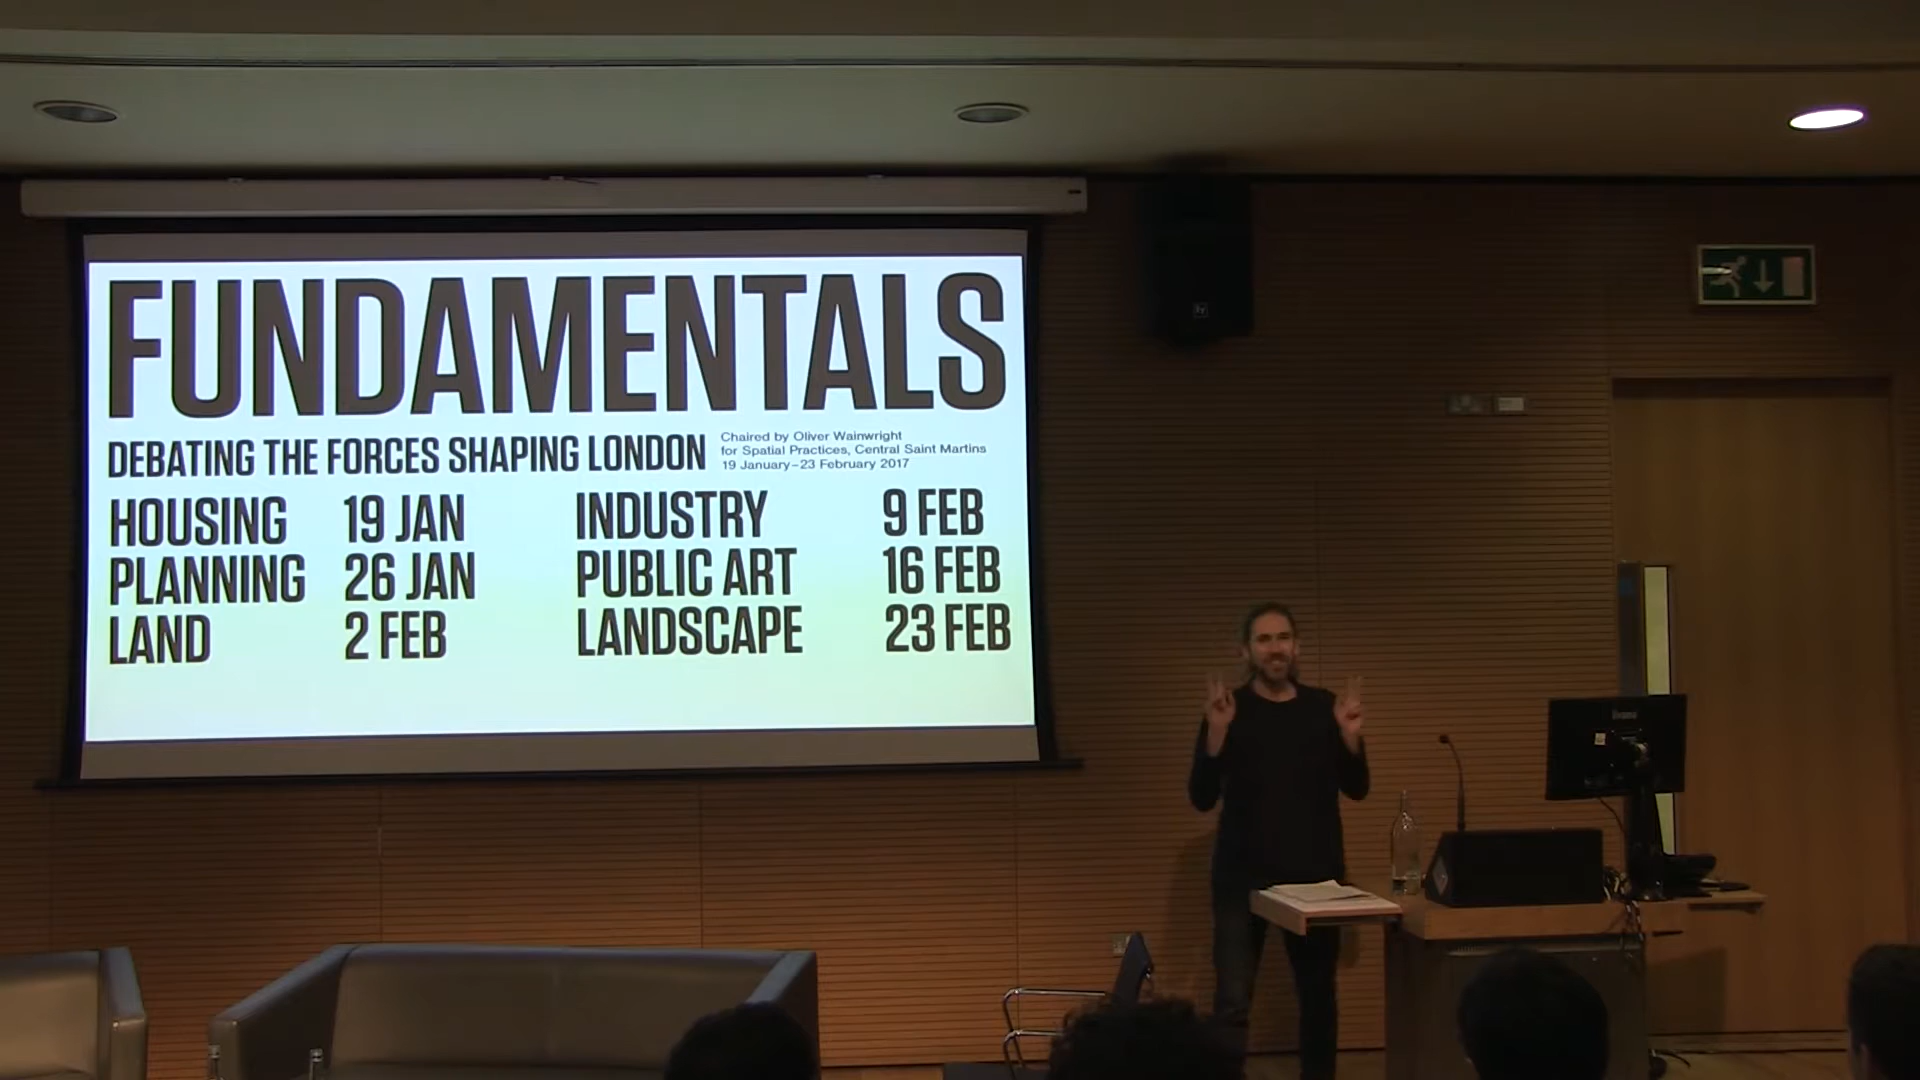 FUNDAMENTALS
DEBATING THE FORCES SHAPING LONDON
Chaired by Oliver Wainwright
for Spatial Practices, Central Saint Martins
19 January–23 February 2017
HOUSING 19 JAN INDUSTRY 9 FEB
PLANNING 26 JAN PUBLIC ART 16 FEB
LAND 2 FEB LANDSCAPE 23 FEB